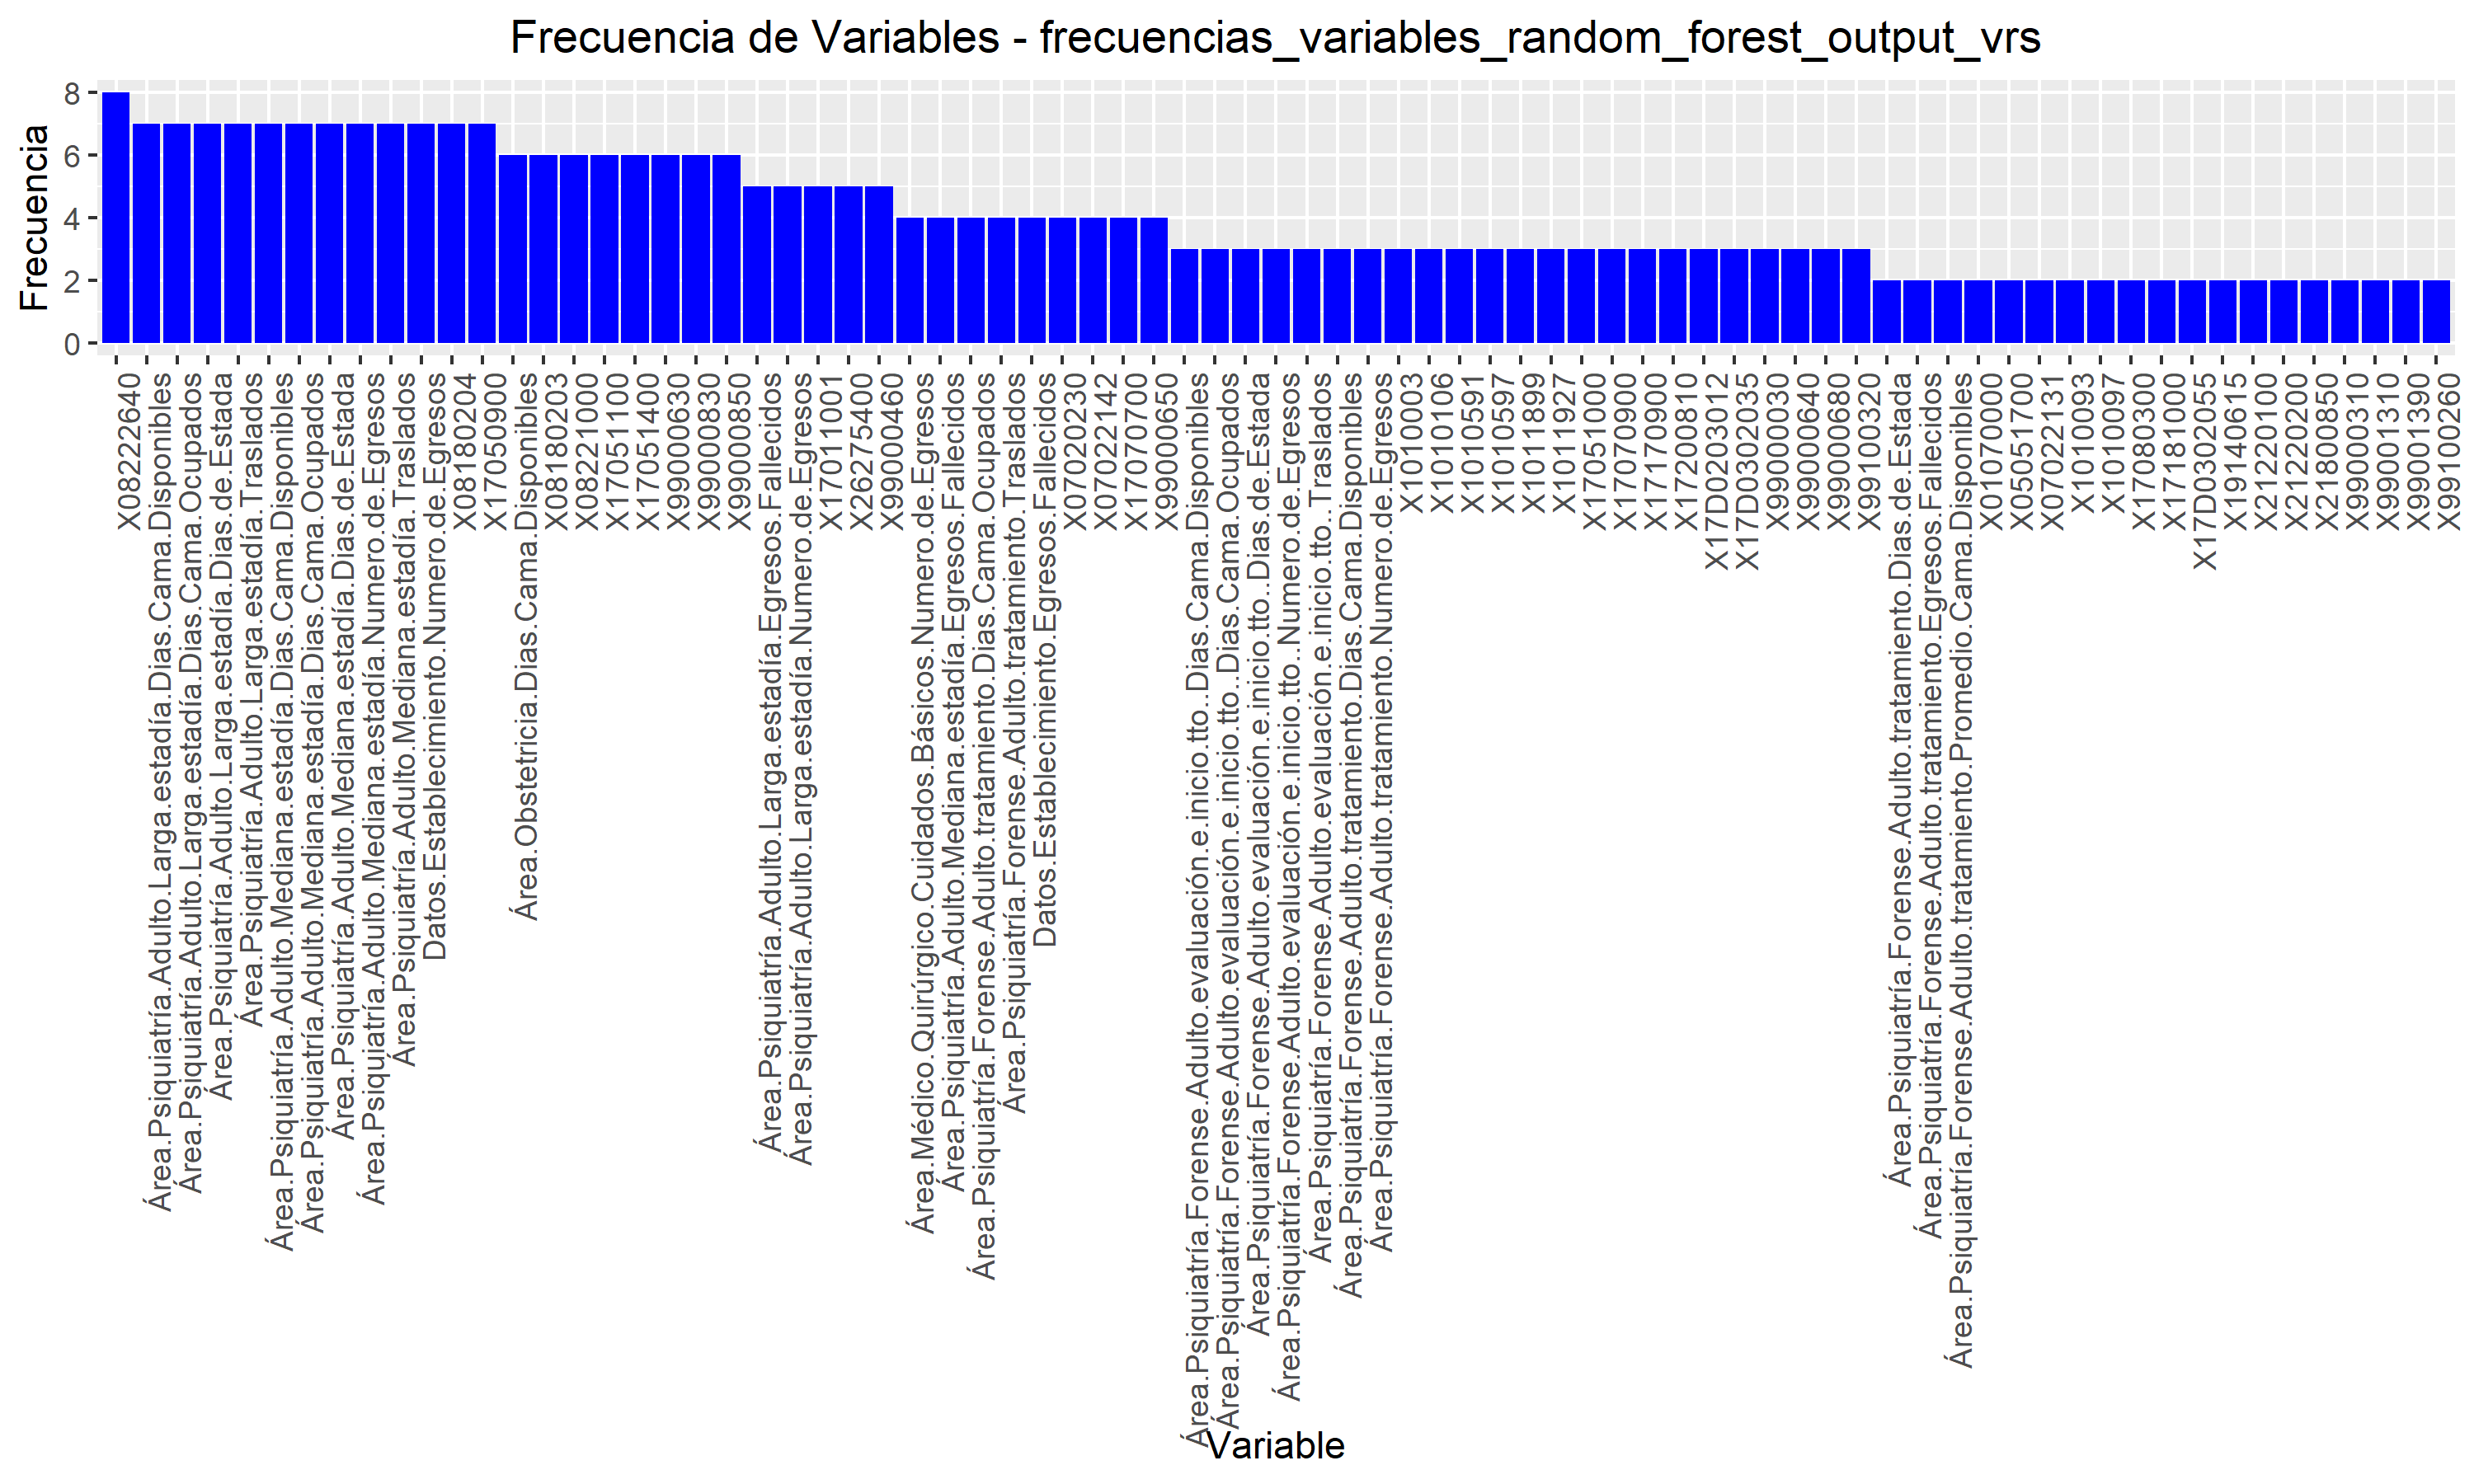 Frecuencia de Variables - frecuencias_variables_random_forest_output_vrs
Frecuencia
8
6
4
2
0
X08222640
Área.Psiquiatría.Adulto.Larga.estadía.Dias.Cama.Disponibles
Área.Psiquiatría.Adulto.Larga.estadía.Dias.Cama.Ocupados
Área.Psiquiatría.Adulto.Larga.estadía.Dias.de.Estada
Área.Psiquiatría.Adulto.Larga.estadía.Traslados
Área.Psiquiatría.Adulto.Mediana.estadía.Dias.Cama.Disponibles
Área.Psiquiatría.Adulto.Mediana.estadía.Dias.Cama.Ocupados
Área.Psiquiatría.Adulto.Mediana.estadía.Dias.de.Estada
Área.Psiquiatría.Adulto.Mediana.estadía.Numero.de.Egresos
Área.Psiquiatría.Adulto.Mediana.estadía.Traslados
Datos.Establecimiento.Numero.de.Egresos
X08180204
X17050900
Área.Obstetricia.Dias.Cama.Disponibles
X08180203
X08221000
X17051100
X17051400
X99000630
X99000830
X99000850
Área.Psiquiatría.Adulto.Larga.estadía.Egresos.Fallecidos
Área.Psiquiatría.Adulto.Larga.estadía.Numero.de.Egresos
X17011001
X26275400
X99000460
Área.Médico.Quirúrgico.Cuidados.Básicos.Numero.de.Egresos
Área.Psiquiatría.Adulto.Mediana.estadía.Egresos.Fallecidos
Área.Psiquiatría.Forense.Adulto.tratamiento.Dias.Cama.Ocupados
Área.Psiquiatría.Forense.Adulto.tratamiento.Traslados
Datos.Establecimiento.Egresos.Fallecidos
X07020230
X07022142
X17070700
X99000650
Área.Psiquiatría.Forense.Adulto.evaluación.e.inicio.tto..Dias.Cama.Disponibles
Área.Psiquiatría.Forense.Adulto.evaluación.e.inicio.tto..Dias.Cama.Ocupados
Área.Psiquiatría.Forense.Adulto.evaluación.e.inicio.tto..Dias.de.Estada
Área.Psiquiatría.Forense.Adulto.evaluación.e.inicio.tto..Numero.de.Egresos
Área.Psiquiatría.Forense.Adulto.evaluación.e.inicio.tto..Traslados
Área.Psiquiatría.Forense.Adulto.tratamiento.Dias.Cama.Disponibles
Área.Psiquiatría.Forense.Adulto.tratamiento.Numero.de.Egresos
X10100003
X1010106
X1010591
X1010597
X1011899
X1011927
X17051000
X17070900
X17170900
X17200810
X17D0203012
X17D0302035
X99000030
X99000640
X99000680
X99100320
Área.Psiquiatría.Forense.Adulto.tratamiento.Dias.de.Estada
Área.Psiquiatría.Forense.Adulto.tratamiento.Egresos.Fallecidos
Área.Psiquiatría.Forense.Adulto.tratamiento.Promedio.Cama.Disponibles
X01070000
X05051700
X07022131
X1010093
X1010097
X17080300
X17181000
X17D0302055
X19140615
X21220100
X21220200
X21800850
X99000310
X99001310
X99001390
X99100260
Variable